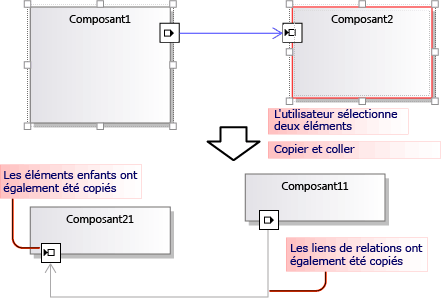 Composant1
Composant2
L'utilisateur sélectionne
deux éléments
Copier et coller
Les éléments enfants ont
également été copiés
Composant11
Composant21
Les liens de relations ont
également été copiés